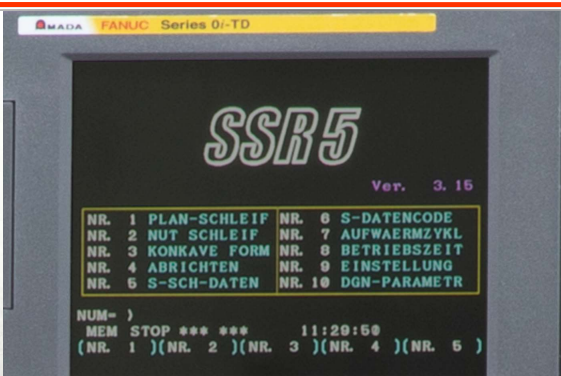 AMADA FANUC Series 0i-TD
SSR5
Ver. 3.15
NR. 1 PLAN-SCHLEIF NR. 6 S-DATENCODE
NR. 2 NUT SCHLEIF NR. 7 AUFWAERMZYKL
NR. 3 KONKAVE FORM NR. 8 BETRIEBSZEIT
NR. 4 ABRICHTEN NR. 9 EINSTELLUNG
NR. 5 S-SCH-DATEN NR. 10 DGN-PARAMETR
NUM= )
MEM STOP *** *** 11:29:50
(NR. 1 )(NR. 2 )(NR. 3 )(NR. 4 )(NR. 5 )